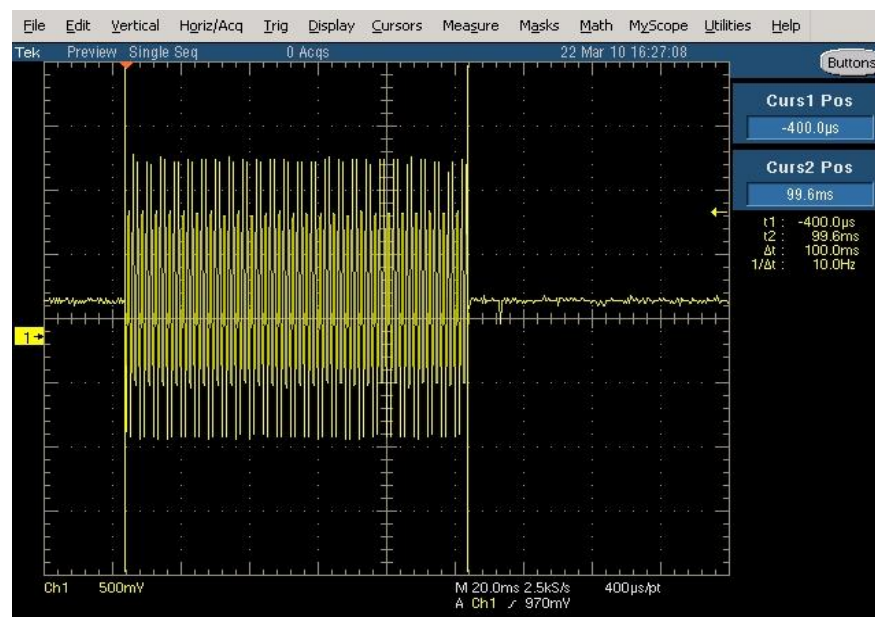 File Edit Vertical Horiz/Acq Trig Display Cursors Measure Masks Math MyScope Utilities Help
Tek Preview Single Seq 0 Acqs 22 Mar 10 16:27:08
Buttons
Curs1 Pos
-400.0µs
Curs2 Pos
99.6ms
t1 : -400.0µs
t2 : 99.6ms
Δt : 100.0ms
1/Δt : 10.0Hz
1
Ch1 500mV M 20.0ms 2.5kS/s 400µs/pt
A Ch1 ∕ 970mV